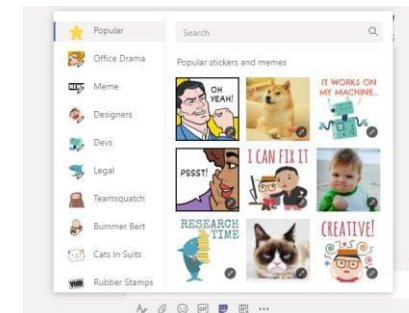 Popular
Office Drama
Meme
Designers
Devs
Legal
Teamsquatch
Bummer Bert
Cats In Suits
Rubber Stamps
Search
Popular stickers and memes
OH
YEAH!
IT WORKS ON
MY MACHINE...
PSSST!
I CAN FIX IT
RESEARCH
TIME
CREATIVE!
GIF